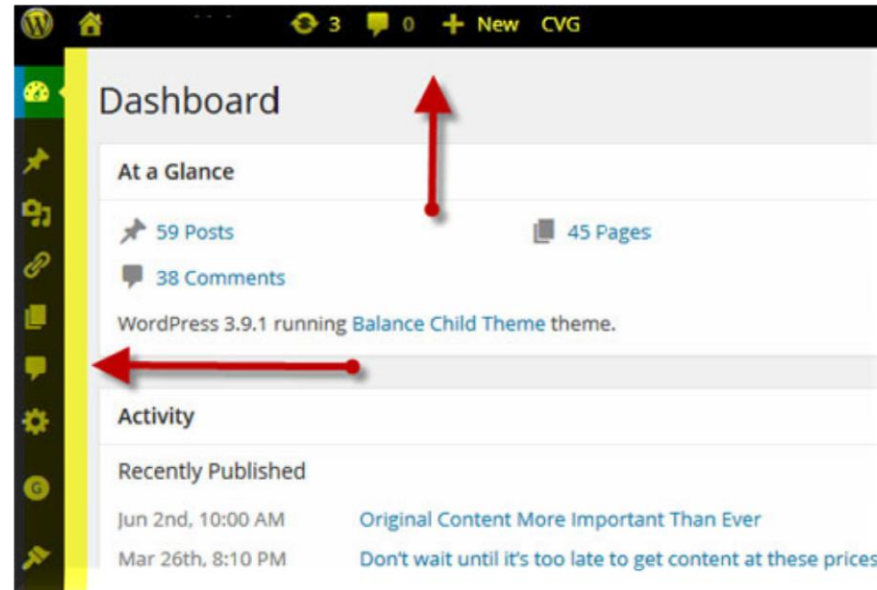 3 0 New CVG
Dashboard
At a Glance
59 Posts 45 Pages
38 Comments
WordPress 3.9.1 running Balance Child Theme theme.
Activity
Recently Published
Jun 2nd, 10:00 AM Original Content More Important Than Ever
Mar 26th, 8:10 PM Don't wait until it's too late to get content at these prices